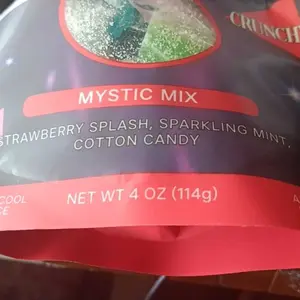 CRUNCH
MYSTIC MIX
STRAWBERRY SPLASH, SPARKLING MINT,
COTTON CANDY
COOL
NET WT 4 OZ (114g)